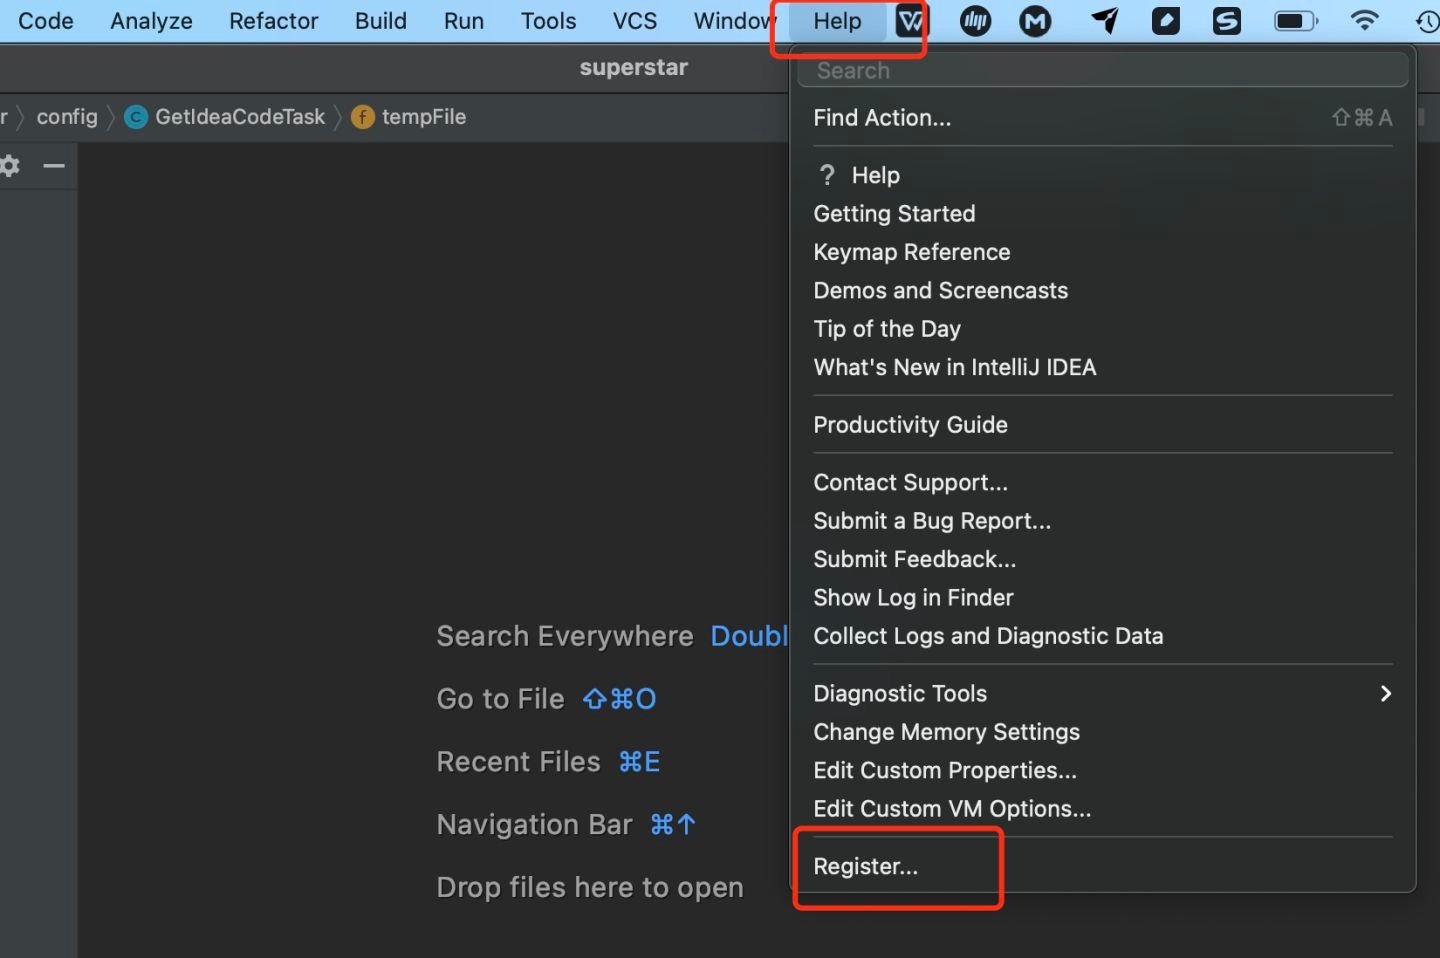 Code Analyze Refactor Build Run Tools VCS Window Help
superstar
r config GetIdeaCodeTask tempFile
Search
Find Action... ⇧⌘A
? Help
Getting Started
Keymap Reference
Demos and Screencasts
Tip of the Day
What's New in IntelliJ IDEA
Productivity Guide
Contact Support...
Submit a Bug Report...
Submit Feedback...
Show Log in Finder
Collect Logs and Diagnostic Data
Diagnostic Tools
Change Memory Settings
Edit Custom Properties...
Edit Custom VM Options...
Register...
Search Everywhere Doubl
Go to File ⇧⌘O
Recent Files ⌘E
Navigation Bar ⌘↑
Drop files here to open